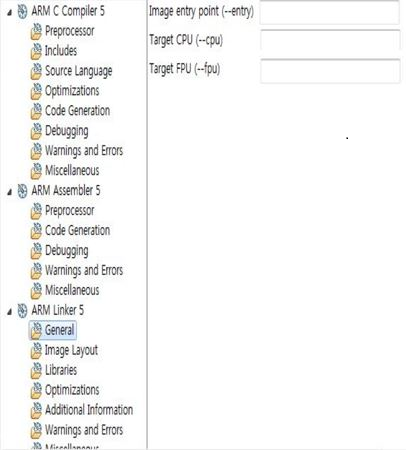 ARM C Compiler 5
Preprocessor
Includes
Source Language
Optimizations
Code Generation
Debugging
Warnings and Errors
Miscellaneous
ARM Assembler 5
Preprocessor
Code Generation
Debugging
Warnings and Errors
Miscellaneous
ARM Linker 5
General
Image Layout
Libraries
Optimizations
Additional Information
Warnings and Errors
Miscellaneous
Image entry point (--entry)
Target CPU (--cpu)
Target FPU (--fpu)